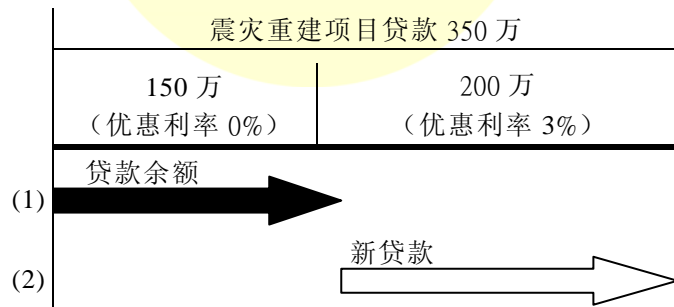 震灾重建项目贷款 350 万
150 万
（优惠利率 0%）
200 万
（优惠利率 3%）
贷款余额
(1)
新贷款
(2)